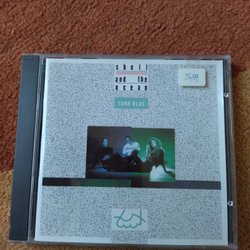 shell
and the
ocean
TURN BLUE